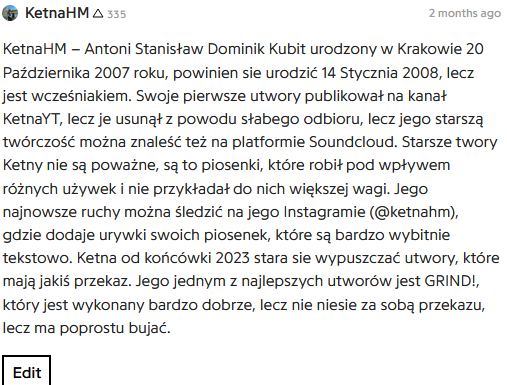 KetnaHM 335 2 months ago
KetnaHM – Antoni Stanisław Dominik Kubit urodzony w Krakowie 20
Października 2007 roku, powinien sie urodzić 14 Stycznia 2008, lecz
jest wcześniakiem. Swoje pierwsze utwory publikował na kanał
KetnaYT, lecz je usunął z powodu słabego odbioru, lecz jego starszą
twórczość można znaleść też na platformie Soundcloud. Starsze twory
Ketny nie są poważne, są to piosenki, które robił pod wpływem
różnych używek i nie przykładał do nich większej wagi. Jego
najnowsze ruchy można śledzić na jego Instagramie (@ketnahm),
gdzie dodaje urywki swoich piosenek, które są bardzo wybitnie
tekstowo. Ketna od końcówki 2023 stara sie wypuszczać utwory, które
mają jakiś przekaz. Jego jednym z najlepszych utworów jest GRIND!,
który jest wykonany bardzo dobrze, lecz nie niesie za sobą przekazu,
lecz ma poprostu bujać.
Edit